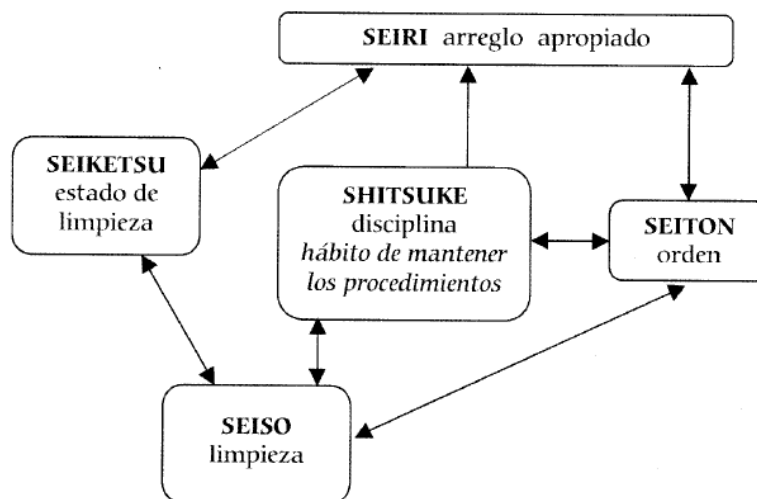 SEIRI arreglo apropiado
SEIKETSU
estado de
limpieza
SHITSUKE
disciplina
hábito de mantener
los procedimientos
SEITON
orden
SEISO
limpieza